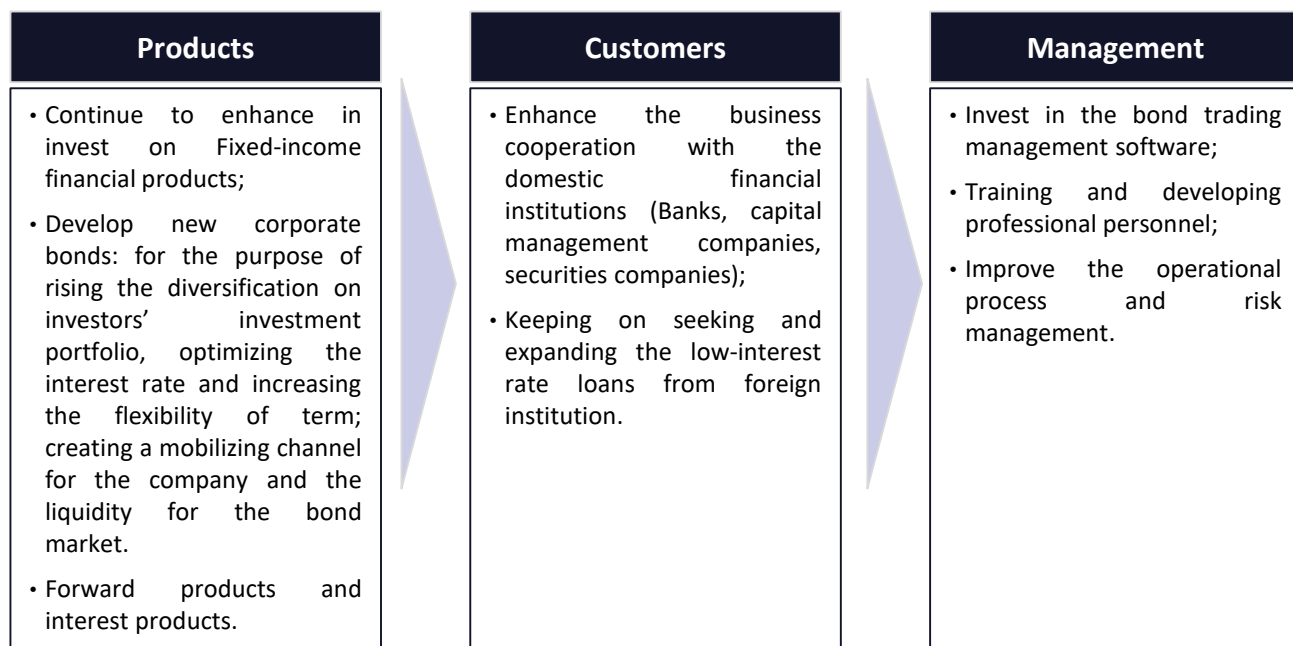 Products
• Continue to enhance in
invest on Fixed-income
financial products;
• Develop new corporate
bonds: for the purpose of
rising the diversification on
investors’ investment
portfolio, optimizing the
interest rate and increasing
the flexibility of term;
creating a mobilizing channel
for the company and the
liquidity for the bond
market.
• Forward products and
interest products.
Customers
• Enhance the business
cooperation with the
domestic financial
institutions (Banks, capital
management companies,
securities companies);
• Keeping on seeking and
expanding the low-interest
rate loans from foreign
institution.
Management
• Invest in the bond trading
management software;
• Training and developing
professional personnel;
• Improve the operational
process and risk
management.